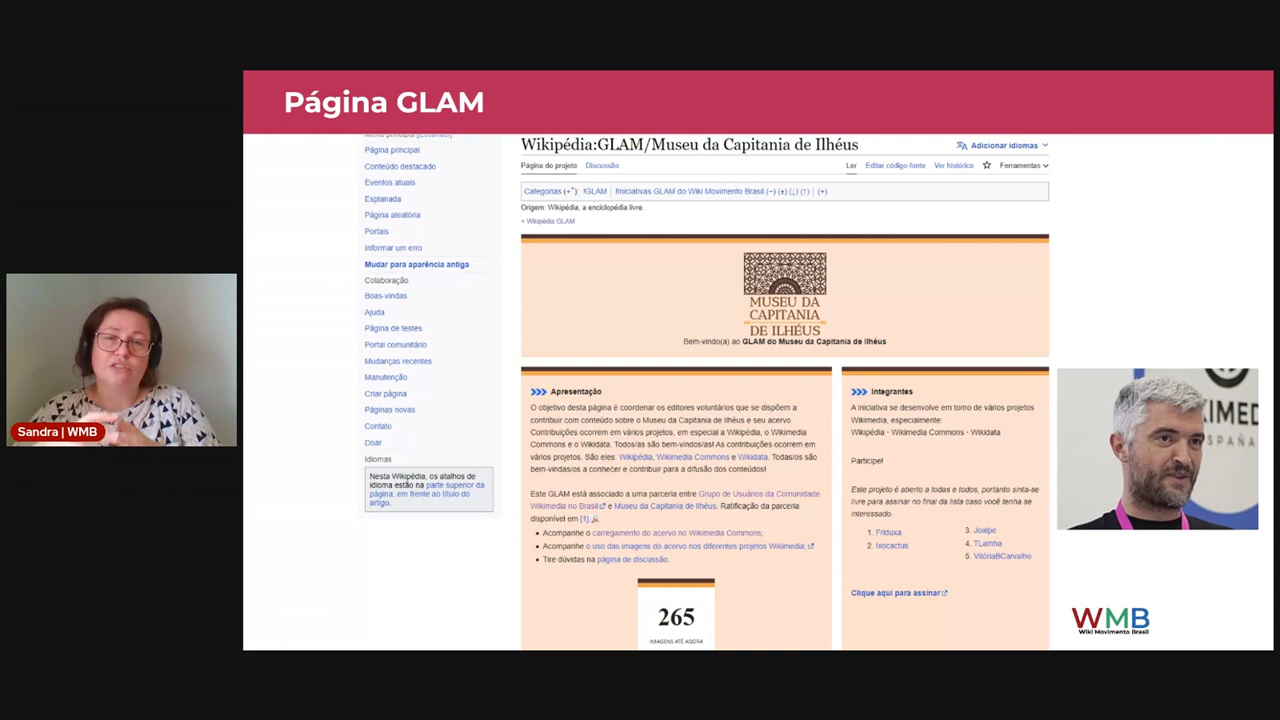 Página GLAM
Menu principal [Esconder]
Página principal
Conteúdo destacado
Eventos atuais
Esplanada
Página aleatória
Portais
Informar um erro
Mudar para aparência antiga
Colaboração
Boas-vindas
Ajuda
Página de testes
Portal comunitário
Mudanças recentes
Manutenção
Criar página
Páginas novas
Contato
Doar
Idiomas
Nesta Wikipédia, os atalhos de
idioma estão na parte superior da
página, em frente ao título do
artigo.
Wikipédia:GLAM/Museu da Capitania de Ilhéus
Adicionar idiomas
Página do projeto Discussão Ler Editar código-fonte Ver histórico Ferramentas
Categorias (++): !GLAM | !Iniciativas GLAM do Wiki Movimento Brasil (−) (±) (↓) (↑) | (+)
Origem: Wikipédia, a enciclopédia livre.
< Wikipédia GLAM
MUSEU DA
CAPITANIA
DE ILHÉUS
Bem-vindo(a) ao GLAM do Museu da Capitania de Ilhéus
Apresentação
O objetivo desta página é coordenar os editores voluntários que se dispõem a
contribuir com conteúdo sobre o Museu da Capitania de Ilhéus e seu acervo
Contribuições ocorrem em vários projetos, em especial a Wikipédia, o Wikimedia
Commons e o Wikidata. Todos/as são bem-vindos/as! As contribuições ocorrem em
vários projetos. São eles: Wikipédia, Wikimedia Commons e Wikidata. Todas/os são
bem-vindas/os a conhecer e contribuir para a difusão dos conteúdos!
Este GLAM está associado a uma parceria entre Grupo de Usuários da Comunidade
Wikimedia no Brasil e Museu da Capitania de Ilhéus. Ratificação da parceria
disponível em [1]
• Acompanhe o carregamento do acervo no Wikimedia Commons;
• Acompanhe o uso das imagens do acervo nos diferentes projetos Wikimedia;
• Tire dúvidas na página de discussão.
265
IMAGENS ATÉ AGORA
Integrantes
A iniciativa se desenvolve em torno de vários projetos
Wikimedia, especialmente:
Wikipédia · Wikimedia Commons · Wikidata
Participe!
Este projeto é aberto a todas e todos, portanto sinta-se
livre para assinar no final da lista caso você tenha se
interessado.
1. Friduxa
2. Ixocactus
3. Joalpe
4. TLamha
5. VitóriaBCarvalho
Clique aqui para assinar
Sandra | WMB
KIMED
ESPAÑA
WMB
Wiki Movimento Brasil